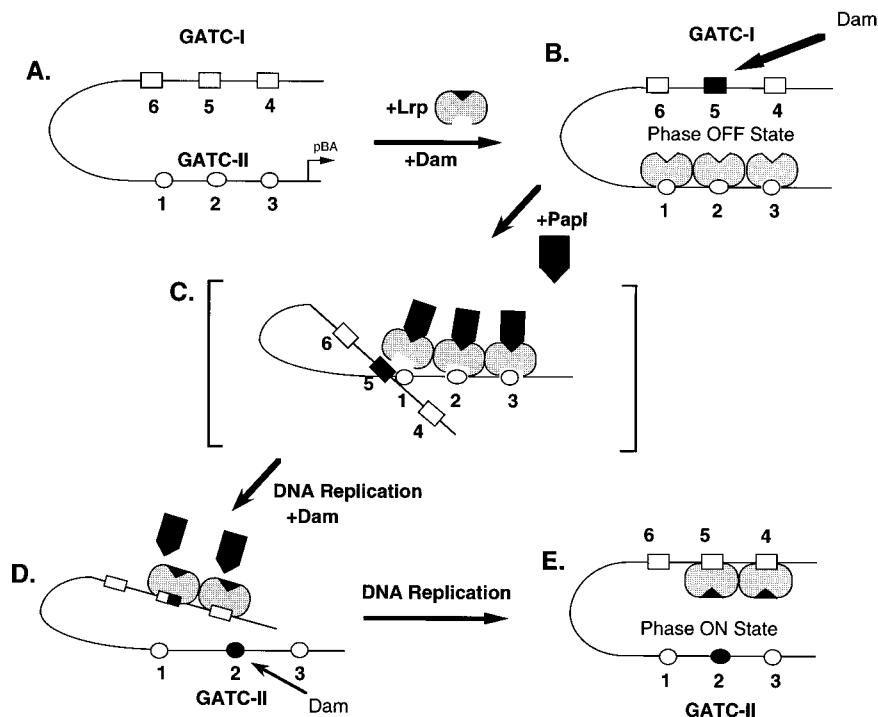 A.
GATC-I
6 5 4
GATC-II
pBA
1 2 3
+Lrp
+Dam
B.
GATC-I
Dam
6 5 4
Phase OFF State
1 2 3
+PapI
C.
6
5
4
1 2 3
DNA Replication
+Dam
D.
1 2 3
GATC-II
Dam
DNA Replication
E.
6 5 4
Phase ON State
1 2 3
GATC-II